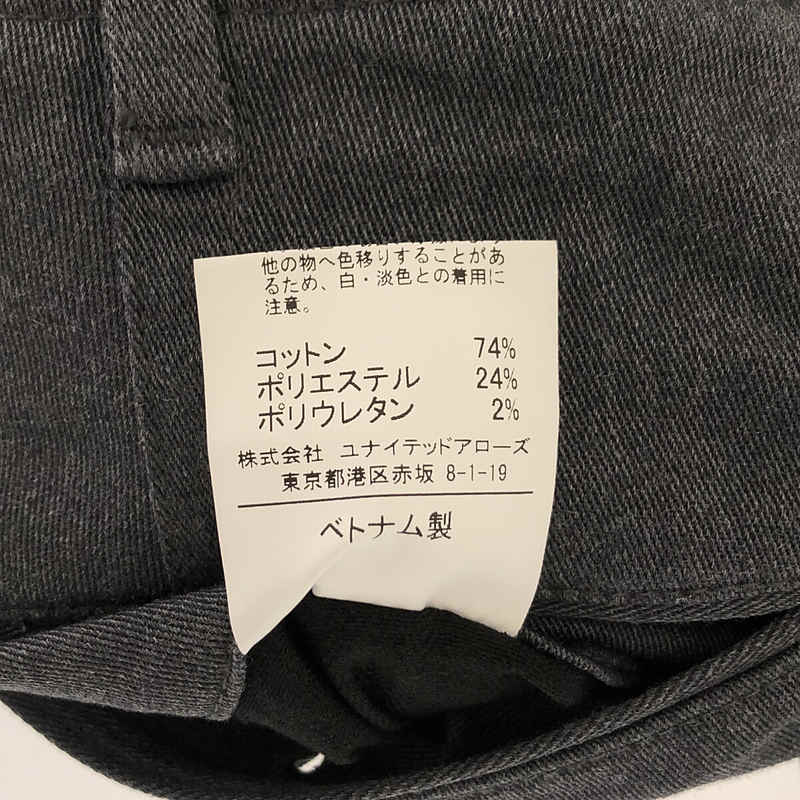 他の物へ色移りすることがあ
るため、白・淡色との着用に
注意。
コットン 74%
ポリエステル 24%
ポリウレタン 2%
株式会社 ユナイテッドアローズ
東京都港区赤坂 8-1-19
ベトナム製